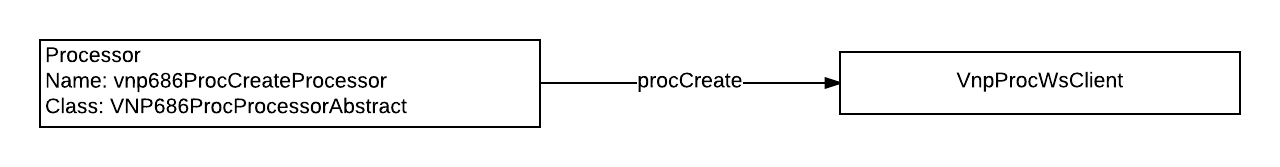 Processor
Name: vnp686ProcCreateProcessor
Class: VNP686ProcProcessorAbstract
procCreate
VnpProcWsClient